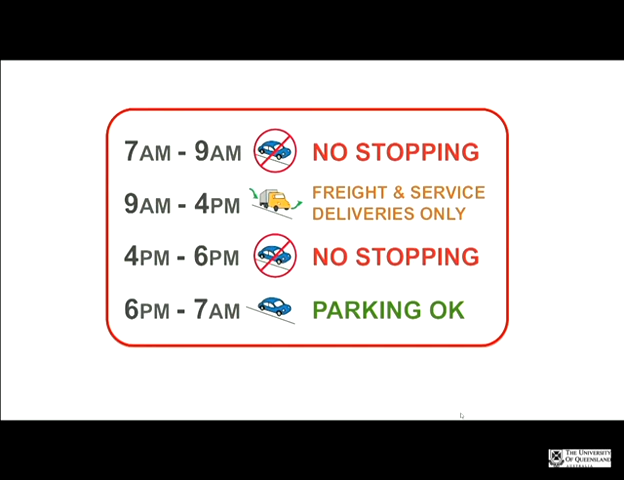 7AM - 9AM NO STOPPING
9AM - 4PM FREIGHT & SERVICE
DELIVERIES ONLY
4PM - 6PM NO STOPPING
6PM - 7AM PARKING OK
THE UNIVERSITY
OF QUEENSLAND
AUSTRALIA